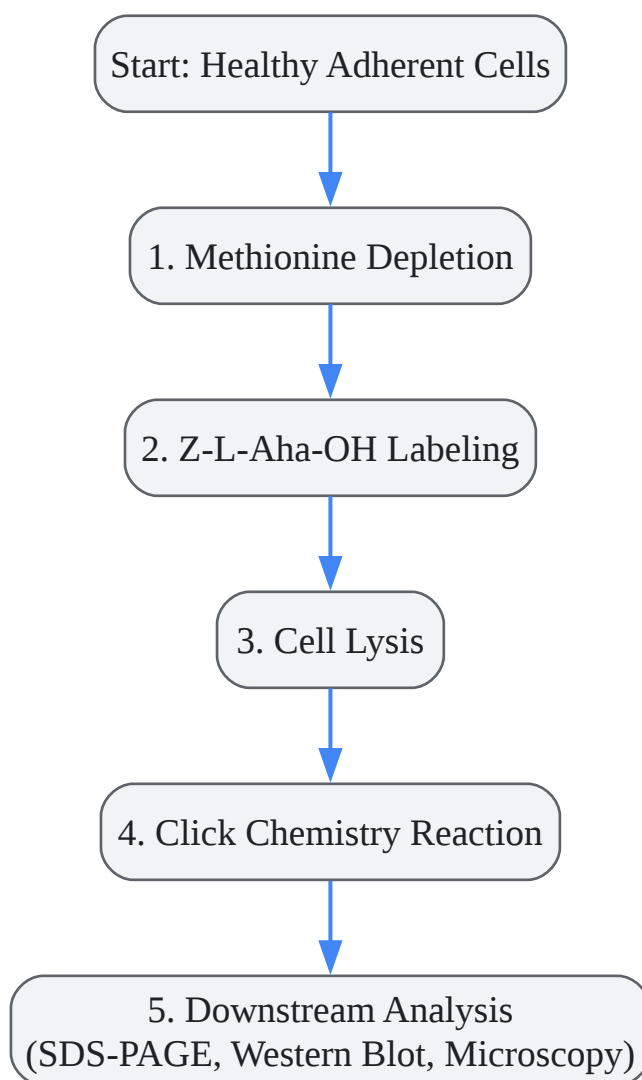 Start: Healthy Adherent Cells
1. Methionine Depletion
2. Z-L-Aha-OH Labeling
3. Cell Lysis
4. Click Chemistry Reaction
5. Downstream Analysis
(SDS-PAGE, Western Blot, Microscopy)